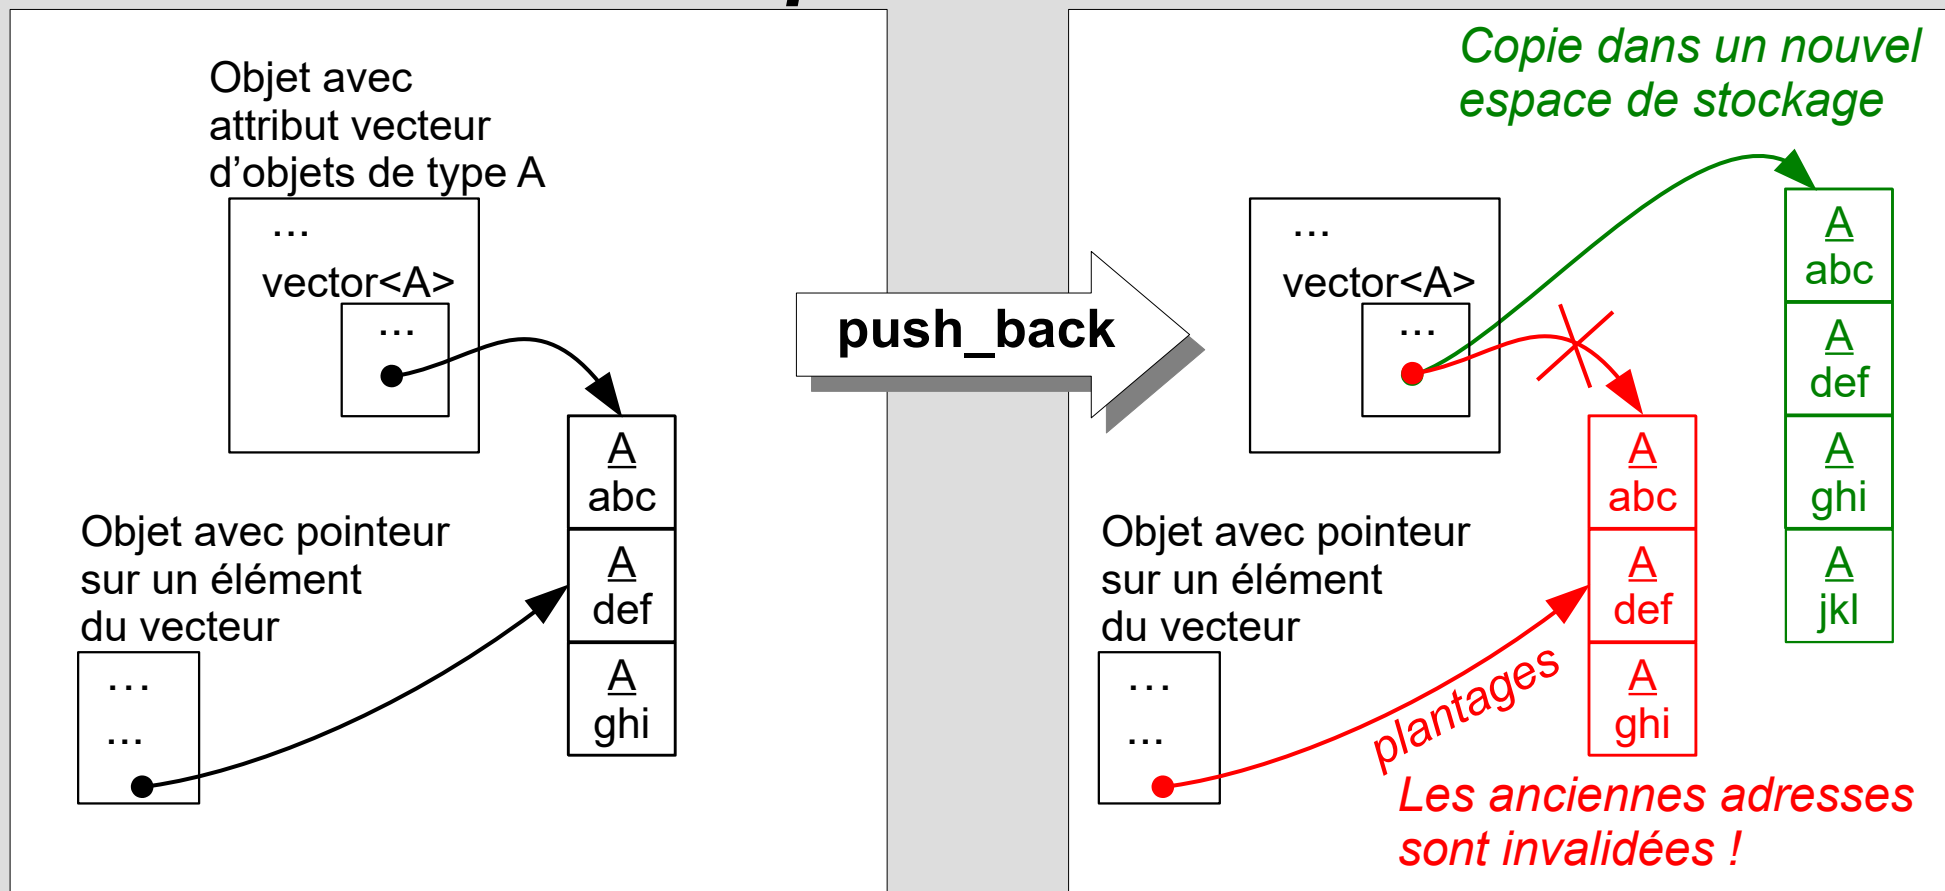 Objet avec
attribut vecteur
d’objets de type A
...
vector<A>
...
A
abc
A
def
A
ghi
Objet avec pointeur
sur un élément
du vecteur
...
...
push_back
Copie dans un nouvel
espace de stockage
...
vector<A>
...
A
abc
A
def
A
ghi
A
jkl
A
abc
A
def
A
ghi
Objet avec pointeur
sur un élément
du vecteur
...
...
plantages
Les anciennes adresses
sont invalidées !